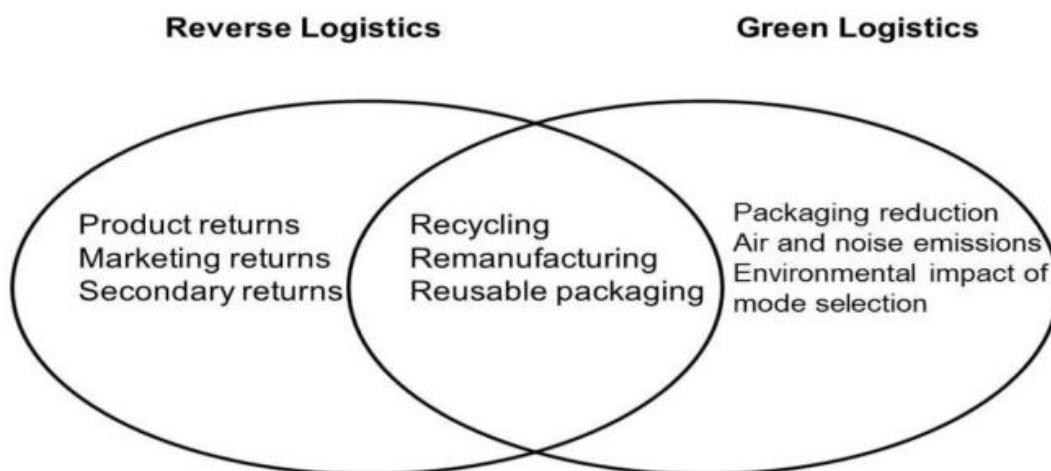 Reverse Logistics
Green Logistics
Product returns
Marketing returns
Secondary returns
Recycling
Remanufacturing
Reusable packaging
Packaging reduction
Air and noise emissions
Environmental impact of
mode selection